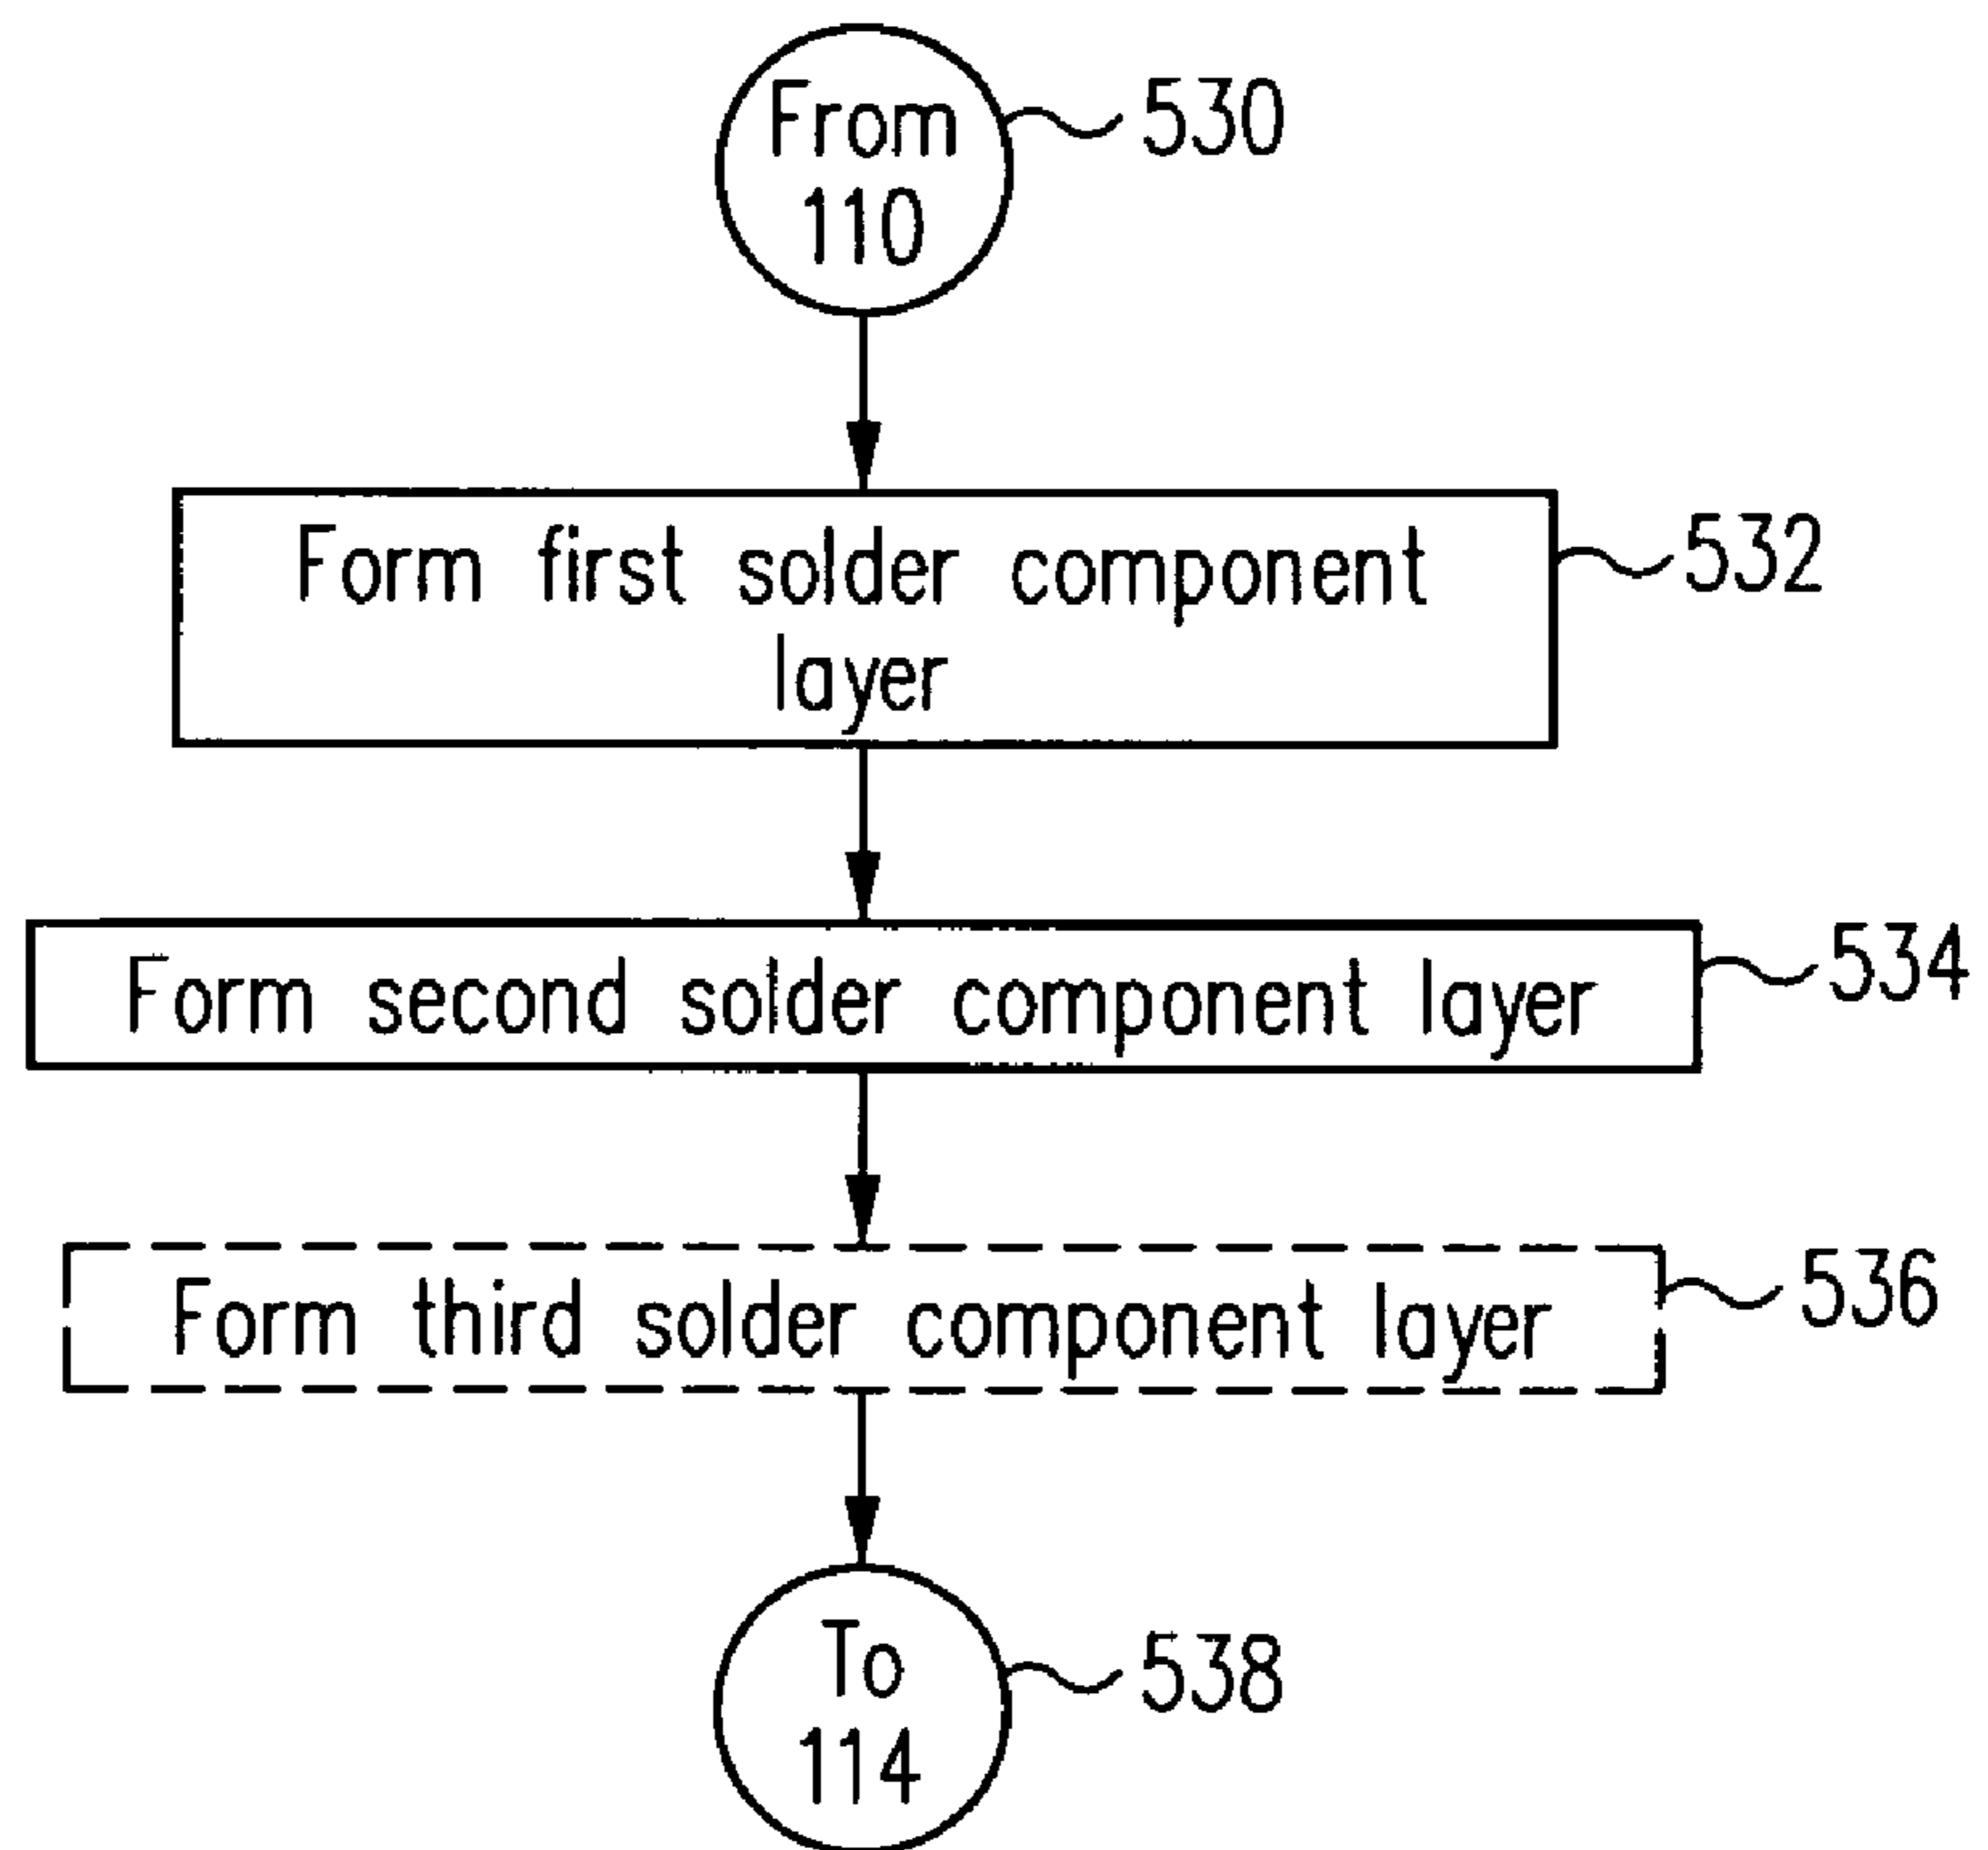 From
110
530
Form first solder component
layer
532
Form second solder component layer
534
Form third solder component layer
536
To
114
538